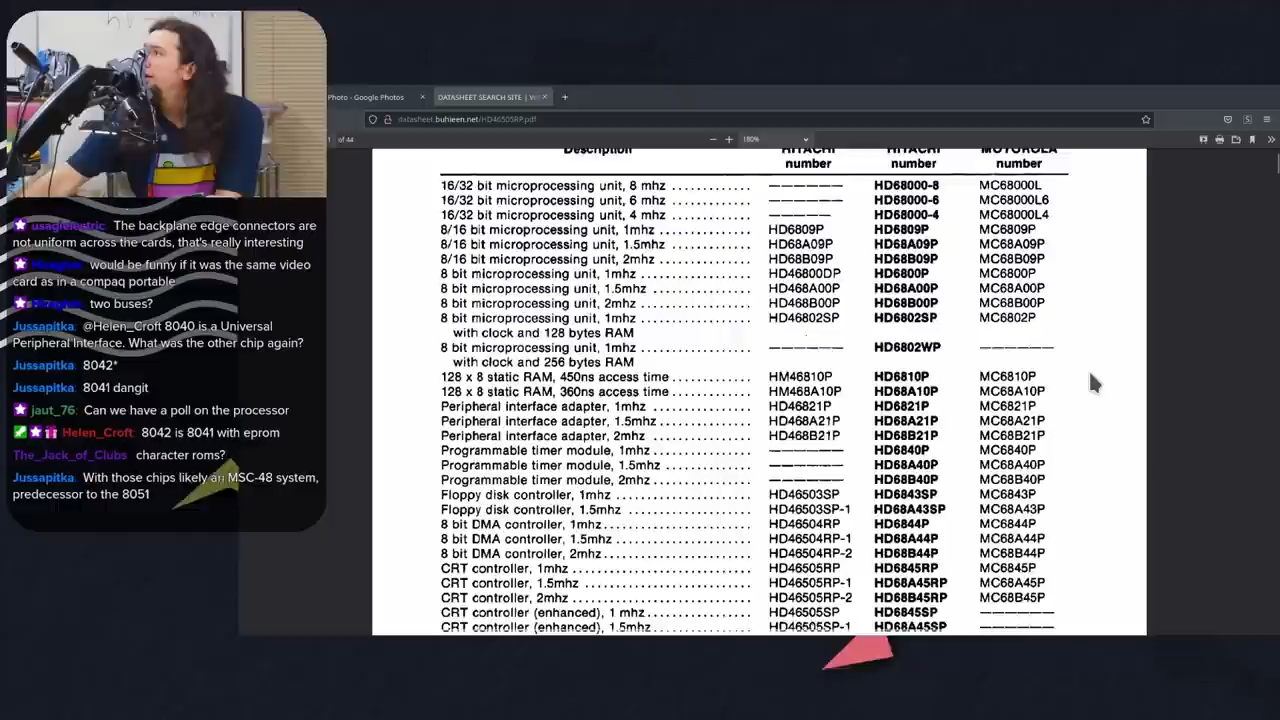 Photo - Google Photos
DATASHEET SEARCH SITE |
datasheet.buhieen.net/HD46505RP.pdf
of 44
180%
usagielectric: The backplane edge connectors are
not uniform across the cards, that's really interesting
would be funny if it was the same video
card as in a compaq portable
two buses?
Jussapitka: @Helen_Croft 8040 is a Universal
Peripheral Interface. What was the other chip again?
Jussapitka: 8042*
Jussapitka: 8041 dangit
jaut_76: Can we have a poll on the processor
Helen_Croft: 8042 is 8041 with eprom
The_Jack_of_Clubs: character roms?
Jussapitka: With those chips likely an MSC-48 system,
predecessor to the 8051
Description HITACHI number HITACHI number MOTOROLA number
16/32 bit microprocessing unit, 8 mhz ............ —————— HD68000-8 MC68000L
16/32 bit microprocessing unit, 6 mhz ............ —————— HD68000-6 MC68000L6
16/32 bit microprocessing unit, 4 mhz ............ ————— HD68000-4 MC68000L4
8/16 bit microprocessing unit, 1mhz ............ HD6809P HD6809P MC6809P
8/16 bit microprocessing unit, 1.5mhz ............ HD68A09P HD68A09P MC68A09P
8/16 bit microprocessing unit, 2mhz ............ HD68B09P HD68B09P MC68B09P
8 bit microprocessing unit, 1mhz ............ HD46800DP HD6800P MC6800P
8 bit microprocessing unit, 1.5mhz ............ HD468A00P HD68A00P MC68A00P
8 bit microprocessing unit, 2mhz ............ HD468B00P HD68B00P MC68B00P
8 bit microprocessing unit, 1mhz ............ HD46802SP HD6802SP MC6802P
with clock and 128 bytes RAM
8 bit microprocessing unit, 1mhz ............ —————— HD6802WP ——————
with clock and 256 bytes RAM
128 x 8 static RAM, 450ns access time ............ HM46810P HD6810P MC6810P
128 x 8 static RAM, 360ns access time ............ HM468A10P HD68A10P MC68A10P
Peripheral interface adapter, 1mhz ............ HD46821P HD6821P MC6821P
Peripheral interface adapter, 1.5mhz ............ HD468A21P HD68A21P MC68A21P
Peripheral interface adapter, 2mhz ............ HD468B21P HD68B21P MC68B21P
Programmable timer module, 1mhz ............ —————— HD6840P MC6840P
Programmable timer module, 1.5mhz ............ —————— HD68A40P MC68A40P
Programmable timer module, 2mhz ............ —————— HD68B40P MC68B40P
Floppy disk controller, 1mhz ............ HD46503SP HD6843SP MC6843P
Floppy disk controller, 1.5mhz ............ HD46503SP-1 HD68A43SP MC68A43P
8 bit DMA controller, 1mhz ............ HD46504RP HD6844P MC6844P
8 bit DMA controller, 1.5mhz ............ HD46504RP-1 HD68A44P MC68A44P
8 bit DMA controller, 2mhz ............ HD46504RP-2 HD68B44P MC68B44P
CRT controller, 1mhz ............ HD46505RP HD6845RP MC6845P
CRT controller, 1.5mhz ............ HD46505RP-1 HD68A45RP MC68A45P
CRT controller, 2mhz ............ HD46505RP-2 HD68B45RP MC68B45P
CRT controller (enhanced), 1 mhz ............ HD46505SP HD6845SP ——————
CRT controller (enhanced), 1.5mhz ............ HD46505SP-1 HD68A45SP ——————